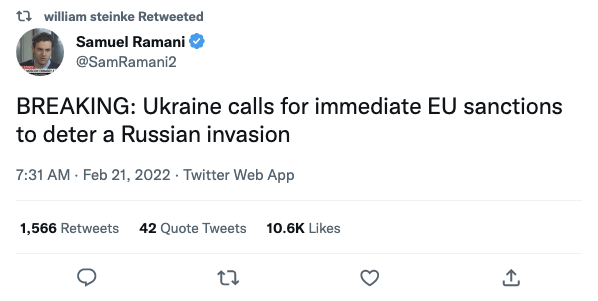 william steinke Retweeted
Samuel Ramani
@SamRamani2
BREAKING: Ukraine calls for immediate EU sanctions
to deter a Russian invasion
7:31 AM · Feb 21, 2022 · Twitter Web App
1,566 Retweets 42 Quote Tweets 10.6K Likes